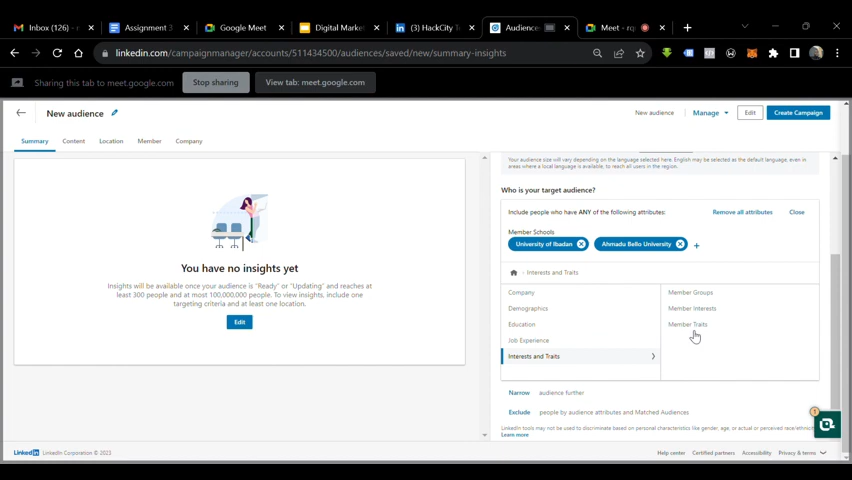 Inbox (126) - m
Assignment 3
Google Meet
Digital Market
(3) HackCity T
Audience
Meet - rqp
linkedin.com/campaignmanager/accounts/511434500/audiences/saved/new/summary-insights
Sharing this tab to meet.google.com
Stop sharing
View tab: meet.google.com
New audience
New audience
Manage
Edit
Create Campaign
Summary
Content
Location
Member
Company
Your audience size will vary depending on the language selected here. English may be selected as the default language, even in
areas where a local language is available, to reach all users in the region.
Who is your target audience?
Include people who have ANY of the following attributes:
Remove all attributes
Close
Member Schools
University of Ibadan
Ahmadu Bello University
You have no insights yet
Insights will be available once your audience is "Ready" or "Updating" and reaches at
least 300 people and at most 100,000,000 people. To view insights, include one
targeting criteria and at least one location.
Edit
Interests and Traits
Company
Demographics
Education
Job Experience
Interests and Traits
Member Groups
Member Interests
Member Traits
Narrow audience further
Exclude people by audience attributes and Matched Audiences
LinkedIn tools may not be used to discriminate based on personal characteristics like gender, age, or actual or perceived race/ethnicity
Learn more
1
LinkedIn LinkedIn Corporation © 2023
Help center
Certified partners
Accessibility
Privacy & terms